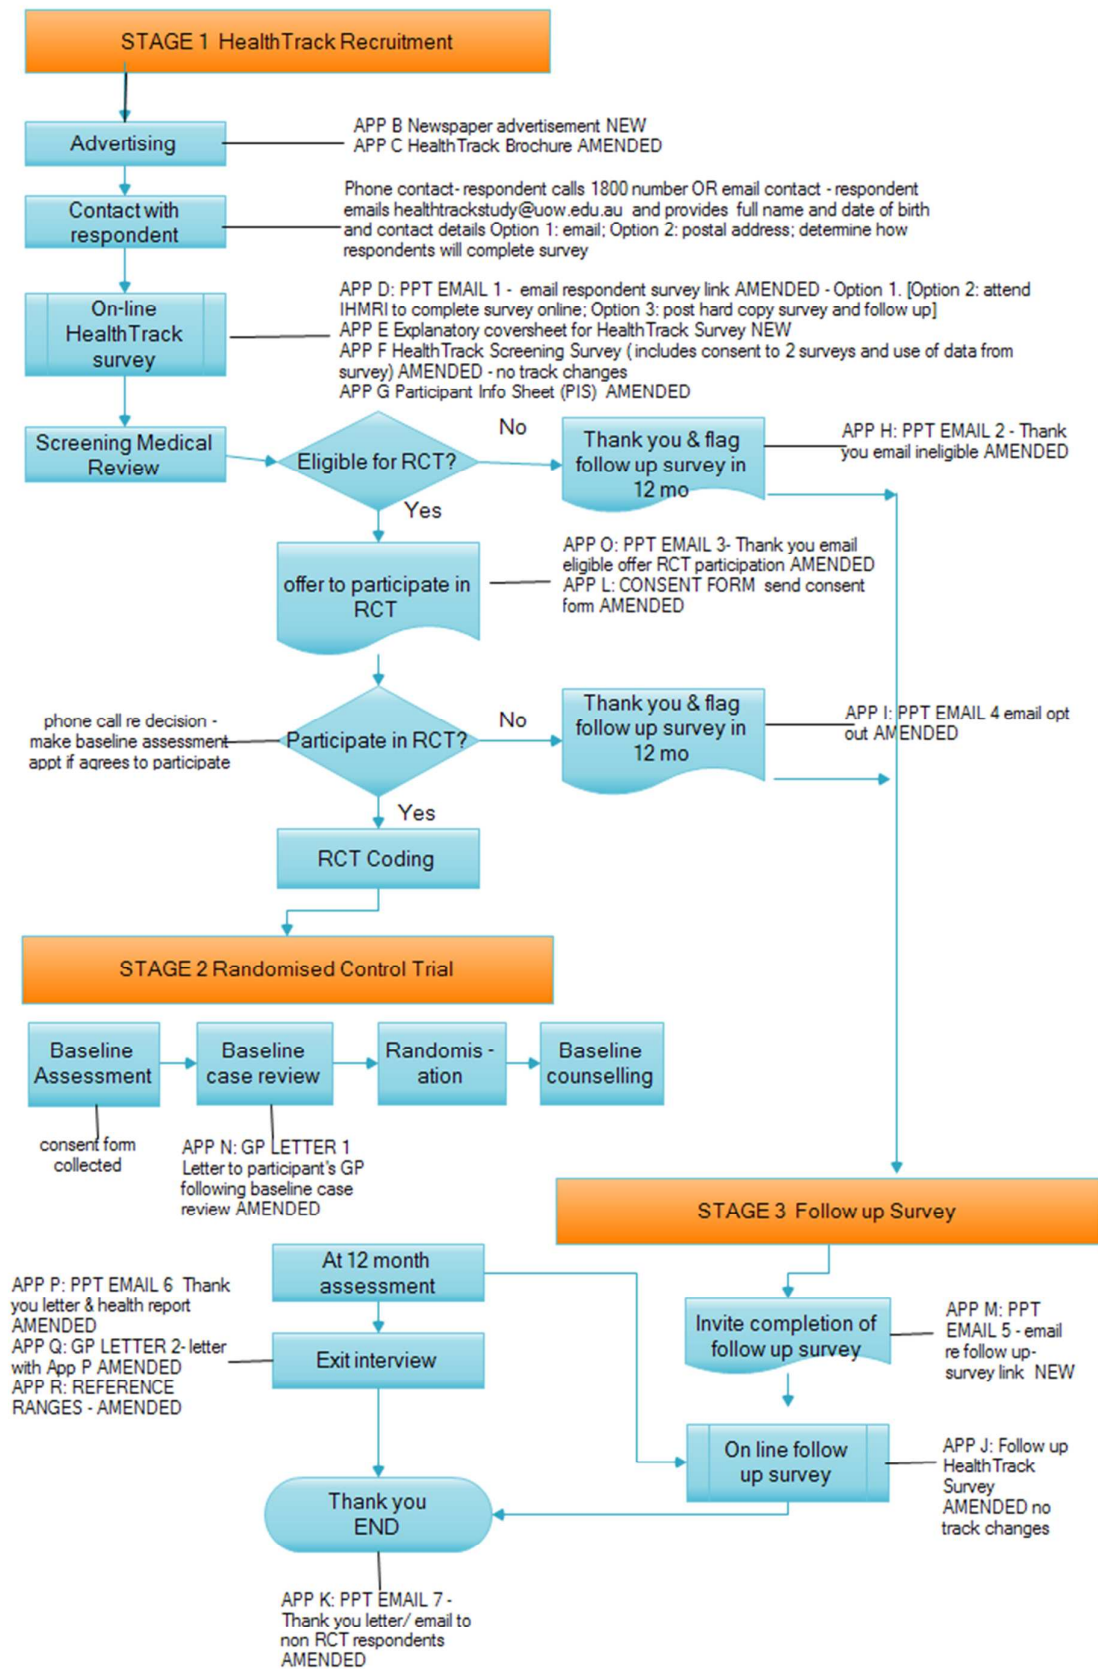 STAGE 1 HealthTrack Recruitment
Advertising
APP B Newspaper advertisement NEW
APP C HealthTrack Brochure AMENDED
Contact with
respondent
Phone contact- respondent calls 1800 number OR email contact - respondent
emails healthtrackstudy@uow.edu.au and provides full name and date of birth
and contact details Option 1: email; Option 2: postal address; determine how
respondents will complete survey
On-line
HealthTrack
survey
APP D: PPT EMAIL 1 - email respondent survey link AMENDED - Option 1. [Option 2: attend
IHMRI to complete survey online; Option 3: post hard copy survey and follow up]
APP E Explanatory coversheet for HealthTrack Survey NEW
APP F HealthTrack Screening Survey (includes consent to 2 surveys and use of data from
survey) AMENDED - no track changes
APP G Participant Info Sheet (PIS) AMENDED
Screening Medical
Review
Eligible for RCT?
No
Thank you & flag
follow up survey in
12 mo
APP H: PPT EMAIL 2 - Thank
you email ineligible AMENDED
Yes
offer to participate in
RCT
APP O: PPT EMAIL 3- Thank you email
eligible offer RCT participation AMENDED
APP L: CONSENT FORM send consent
form AMENDED
phone call re decision -
make baseline assessment
appt if agrees to participate
Participate in RCT?
No
Thank you & flag
follow up survey in
12 mo
APP I: PPT EMAIL 4 email opt
out AMENDED
Yes
RCT Coding
STAGE 2 Randomised Control Trial
Baseline
Assessment
Baseline
case review
Randomis -
ation
Baseline
counselling
consent form
collected
APP N: GP LETTER 1
Letter to participant's GP
following baseline case
review AMENDED
STAGE 3 Follow up Survey
At 12 month
assessment
APP P: PPT EMAIL 6 Thank
you letter & health report
AMENDED
APP Q: GP LETTER 2- letter
with App P AMENDED
APP R: REFERENCE
RANGES - AMENDED
Exit interview
Invite completion of
follow up survey
APP M: PPT
EMAIL 5 - email
re follow up-
survey link NEW
On line follow
up survey
APP J: Follow up
HealthTrack
Survey
AMENDED no
track changes
Thank you
END
APP K: PPT EMAIL 7 -
Thank you letter/ email to
non RCT respondents
AMENDED